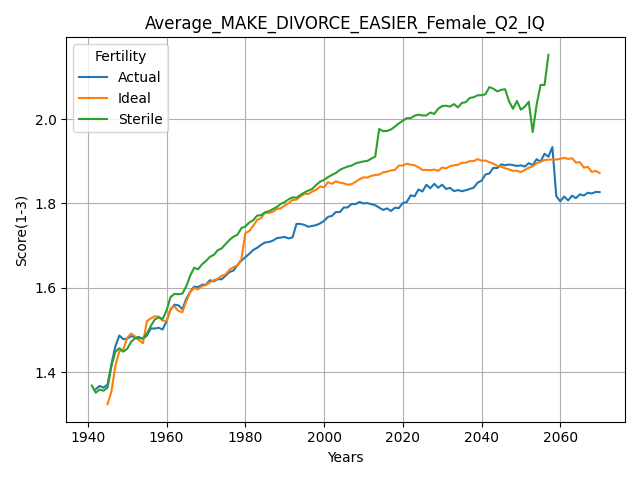 Average_MAKE_DIVORCE_EASIER_Female_Q2_IQ
Fertility
Actual
Ideal
Sterile
Score(1-3)
2.0
1.8
1.6
1.4
1940 1960 1980 2000 2020 2040 2060
Years